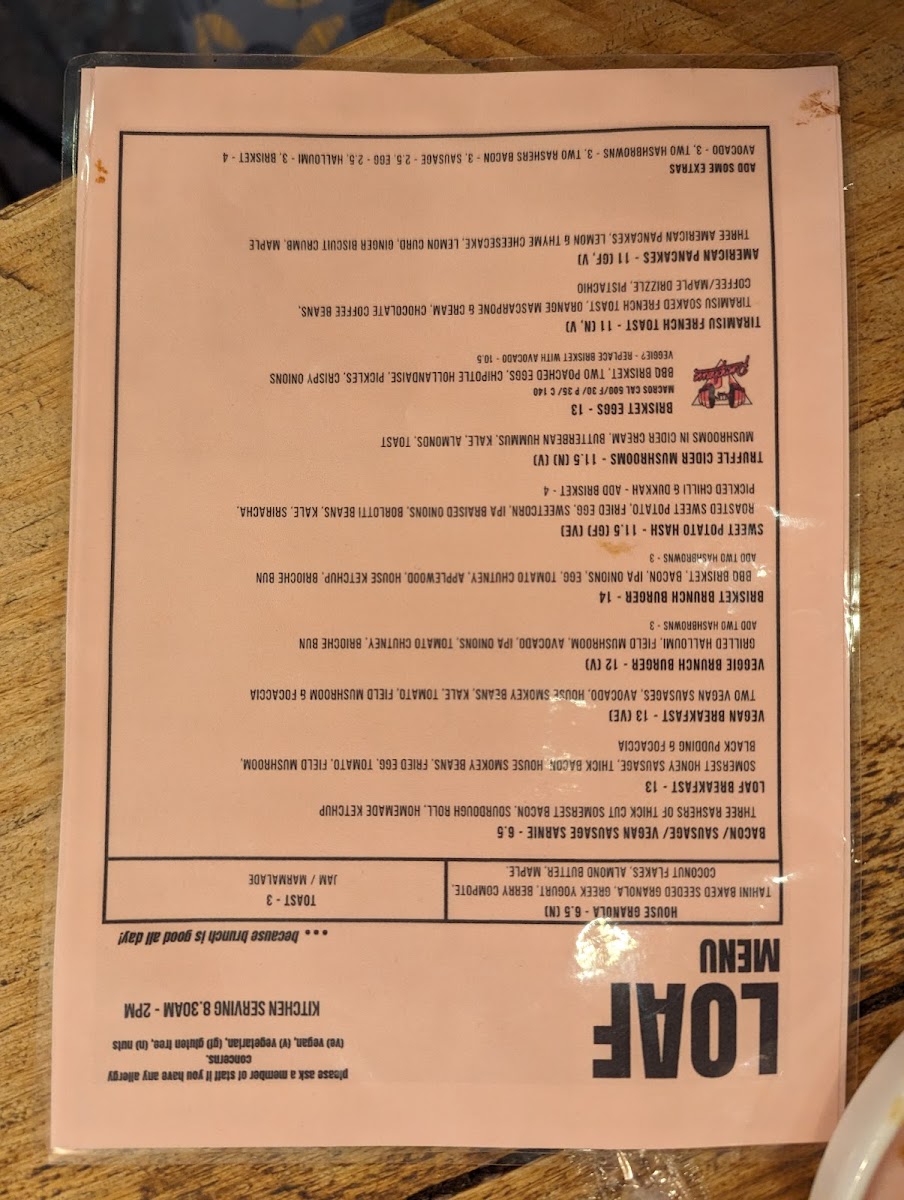 LOAF
MENU
please ask a member of staff if you have any allergy
concerns.
(ve) vegan, (v) vegetarian, (gf) gluten free, (n) nuts
KITCHEN SERVING 8.30AM - 2PM
... because brunch is good all day!
HOUSE GRANOLA - 6.5 (N)
TAHINI BAKED SEEDED GRANOLA, GREEK YOGURT, BERRY COMPOTE,
COCONUT FLAKES, ALMOND BUTTER, MAPLE.
TOAST - 3
JAM / MARMALADE
BACON/ SAUSAGE/ VEGAN SAUSAGE SARNIE - 6.5
THREE RASHERS OF THICK CUT SOMERSET BACON, SOURDOUGH ROLL, HOMEMADE KETCHUP
LOAF BREAKFAST - 13
SOMERSET HONEY SAUSAGE, THICK BACON, HOUSE SMOKEY BEANS, FRIED EGG, TOMATO, FIELD MUSHROOM,
BLACK PUDDING & FOCACCIA
VEGAN BREAKFAST - 13 (VE)
TWO VEGAN SAUSAGES, AVOCADO, HOUSE SMOKEY BEANS, KALE, TOMATO, FIELD MUSHROOM & FOCACCIA
VEGGIE BRUNCH BURGER - 12 (V)
GRILLED HALLOUMI, FIELD MUSHROOM, AVOCADO, IPA ONIONS, TOMATO CHUTNEY, BRIOCHE BUN
ADD TWO HASHBROWNS - 3
BRISKET BRUNCH BURGER - 14
BBQ BRISKET, BACON, IPA ONIONS, EGG, TOMATO CHUTNEY, APPLEWOOD, HOUSE KETCHUP, BRIOCHE BUN
ADD TWO HASHBROWNS - 3
SWEET POTATO HASH - 11.5 (GF) (VE)
ROASTED SWEET POTATO, FRIED EGG, SWEETCORN, IPA BRAISED ONIONS, BORLOTTI BEANS, KALE, SRIRACHA,
PICKLED CHILLI & DUKKAH - ADD BRISKET - 4
TRUFFLE CIDER MUSHROOMS - 11.5 (N) (V)
MUSHROOMS IN CIDER CREAM, BUTTERBEAN HUMMUS, KALE, ALMONDS, TOAST
BRISKET EGGS - 13
MACROS CAL 600/F 30/ P 35/ C 140
BBQ BRISKET, TWO POACHED EGGS, CHIPOTLE HOLLANDAISE, PICKLES, CRISPY ONIONS
VEGGIE? - REPLACE BRISKET WITH AVOCADO - 10.5
TIRAMISU FRENCH TOAST - 11 (N, V)
TIRAMISU SOAKED FRENCH TOAST, ORANGE MASCARPONE & CREAM, CHOCOLATE, COFFEE BEANS,
COFFEE/MAPLE DRIZZLE, PISTACHIO
AMERICAN PANCAKES - 11 (GF, V)
THREE AMERICAN PANCAKES, LEMON & THYME CHEESECAKE, LEMON CURD, GINGER BISCUIT CRUMB, MAPLE
ADD SOME EXTRAS
AVOCADO - 3, TWO HASHBROWNS - 3, TWO RASHERS BACON - 3, SAUSAGE - 2.5, EGG - 2.5, HALLOUMI - 3, BRISKET - 4